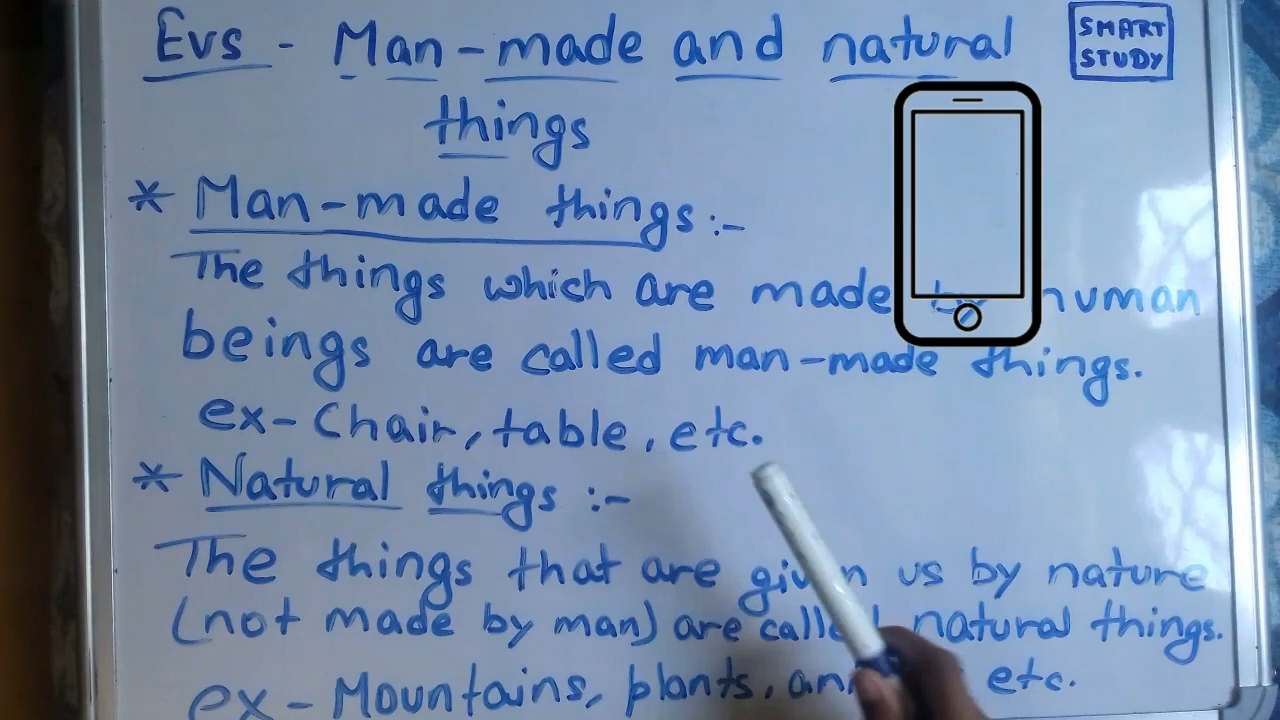 Evs - Man-made and natural
things
SMART
STUDY
* Man-made things:-
The things which are made by human
beings are called man-made things.
ex- Chair, table, etc.
* Natural things :-
The things that are given us by nature
(not made by man) are called natural things.
ex - Mountains, plants, etc.